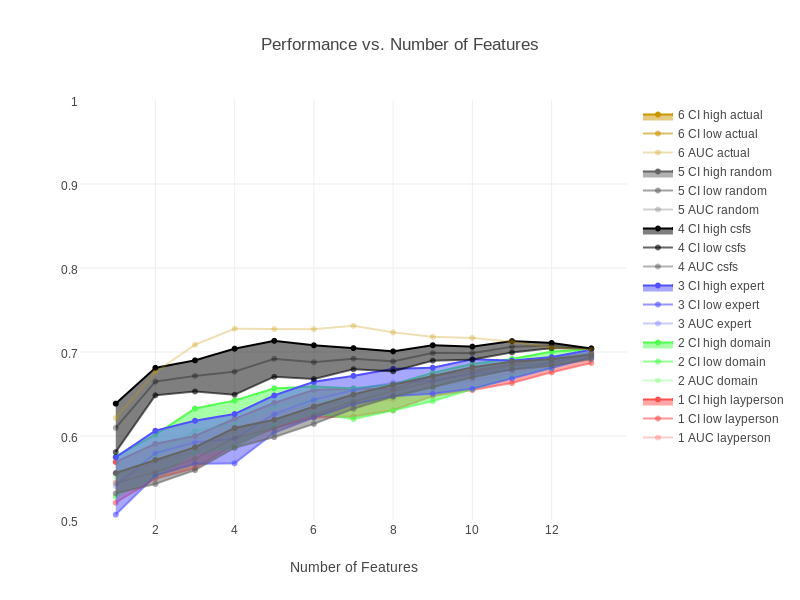 Performance vs. Number of Features
1
0.9
0.8
0.7
0.6
0.5
2
4
6
8
10
12
Number of Features
6 CI high actual
6 CI low actual
6 AUC actual
5 CI high random
5 CI low random
5 AUC random
4 CI high csfs
4 CI low csfs
4 AUC csfs
3 CI high expert
3 CI low expert
3 AUC expert
2 CI high domain
2 CI low domain
2 AUC domain
1 CI high layperson
1 CI low layperson
1 AUC layperson